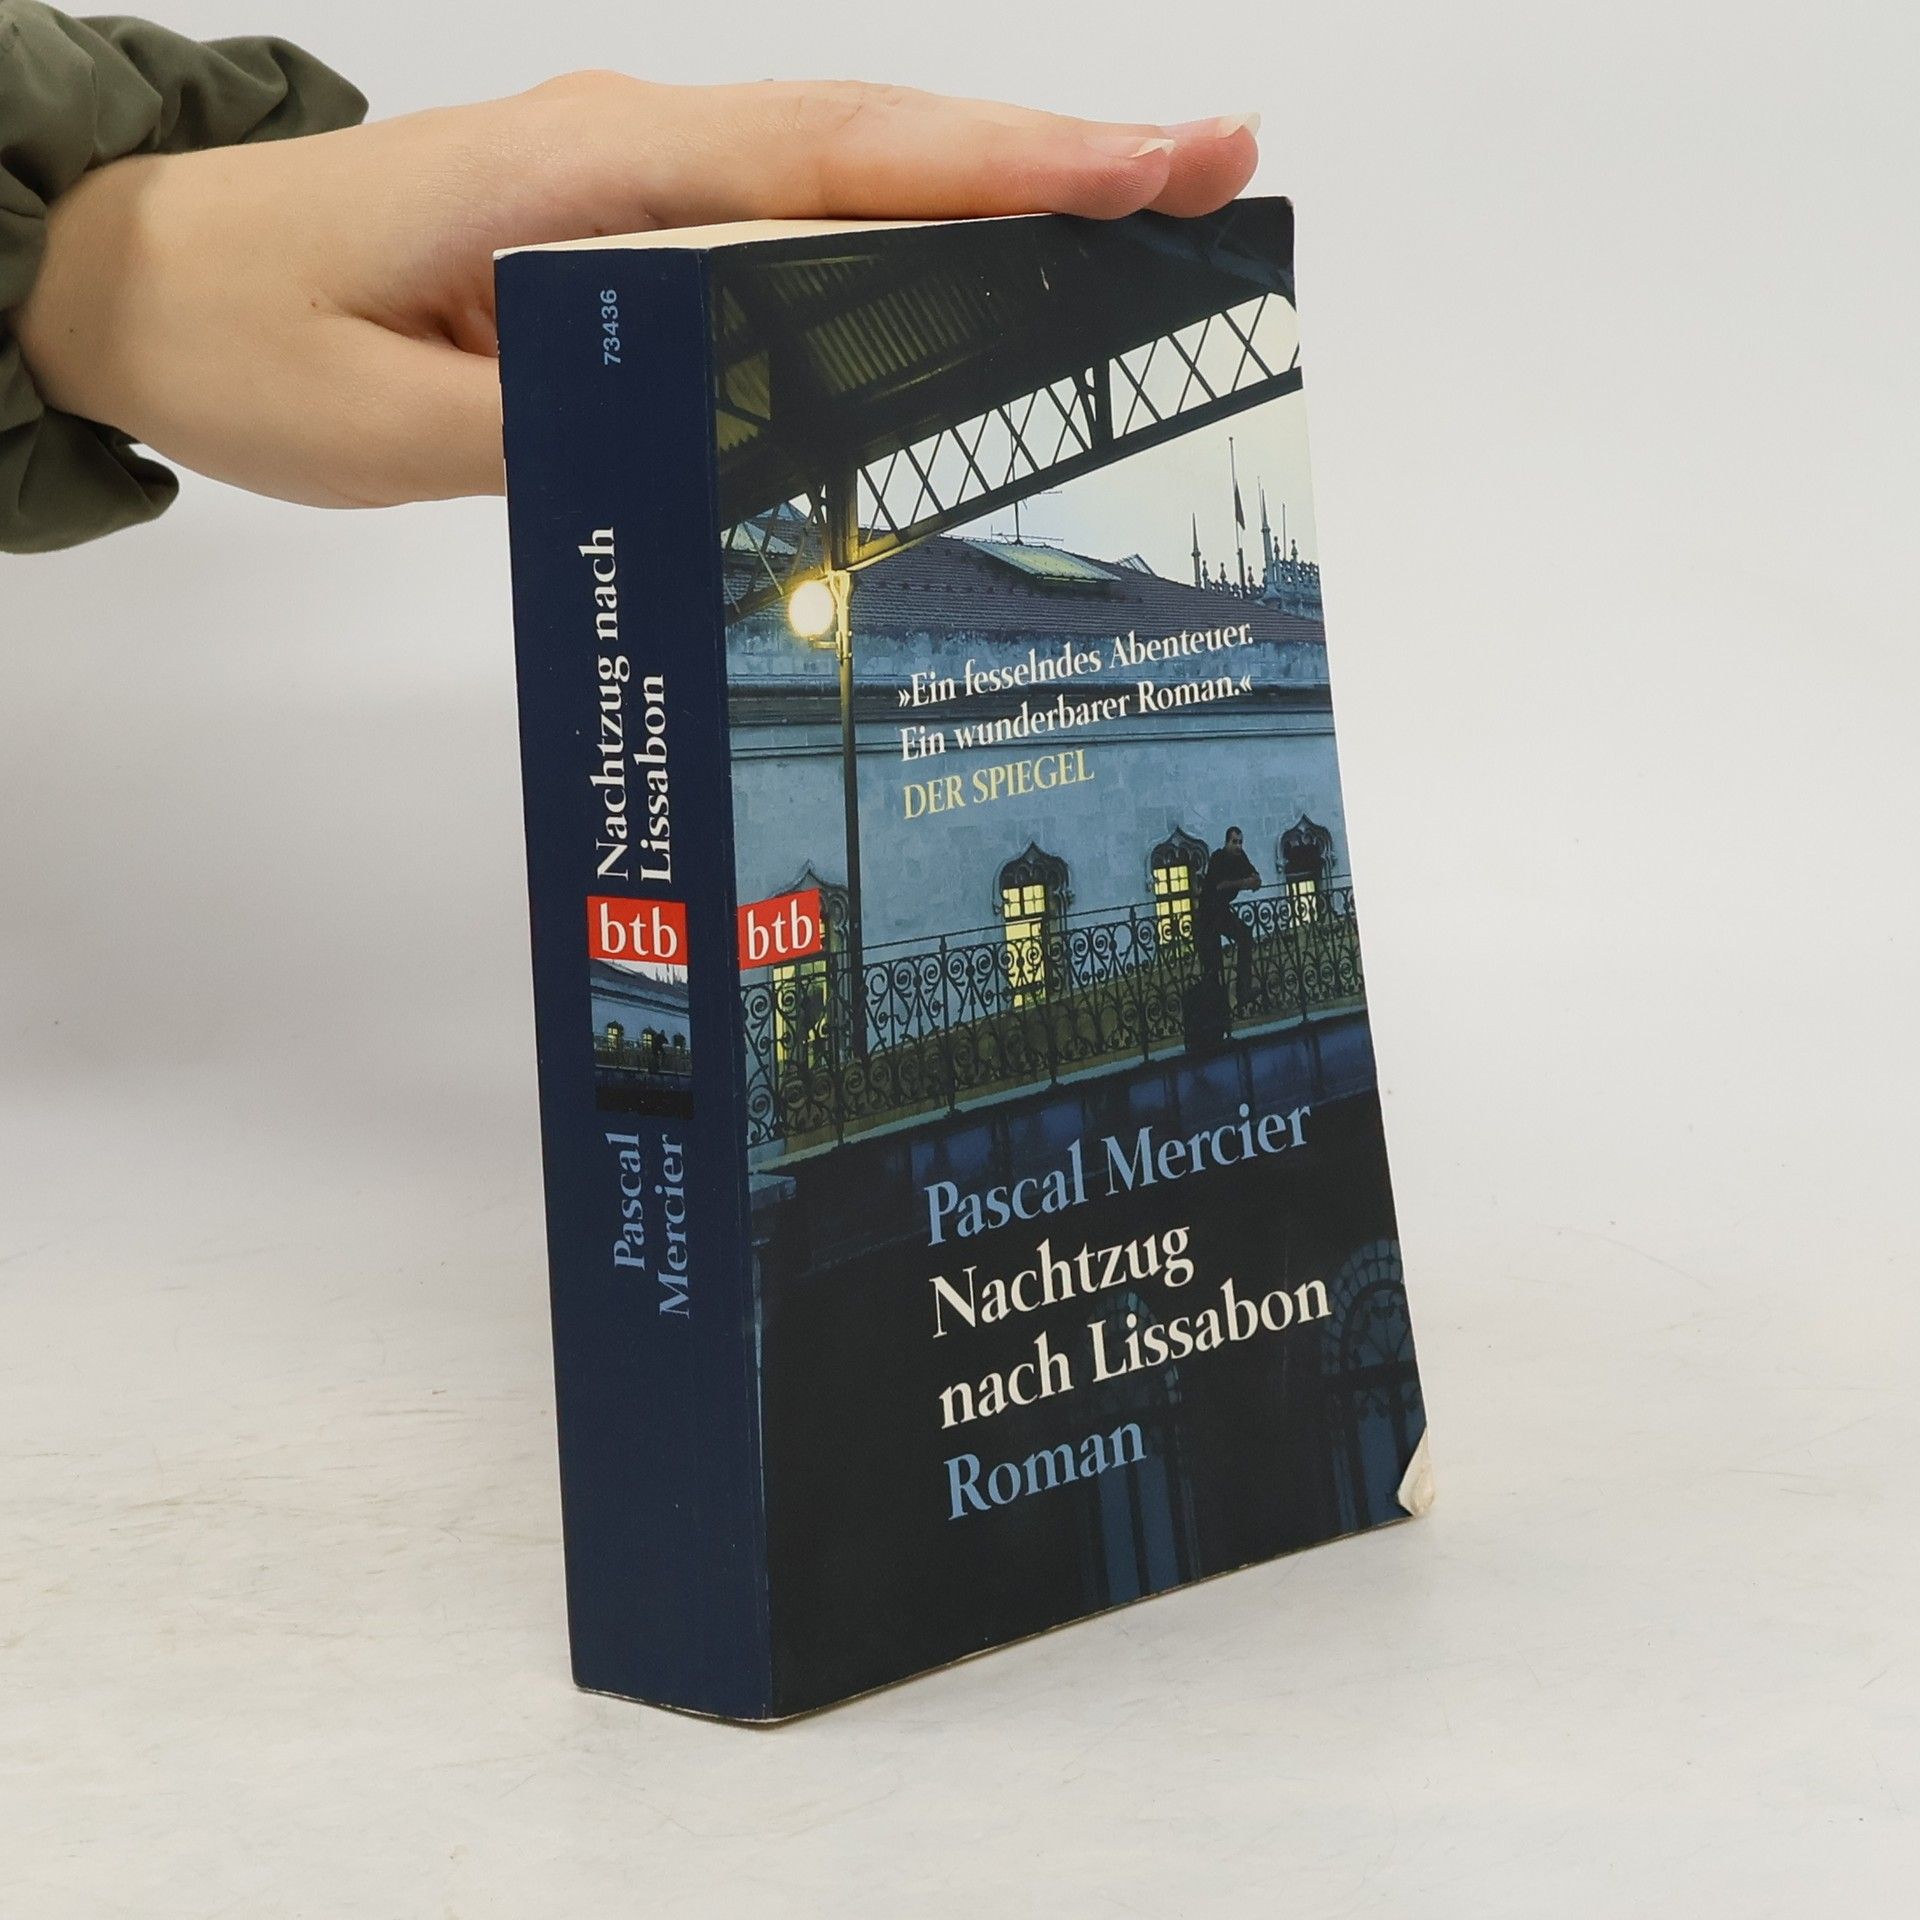 73436
Nachtzug nach
Lissabon
btb
Pascal
Mercier
»Ein fesselndes Abenteuer.
Ein wunderbarer Roman.«
DER SPIEGEL
btb
Pascal Mercier
Nachtzug
nach Lissabon
Roman